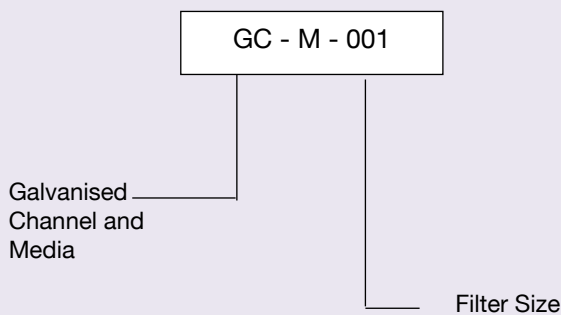 GC - M - 001
Galvanised
Channel and
Media
Filter Size